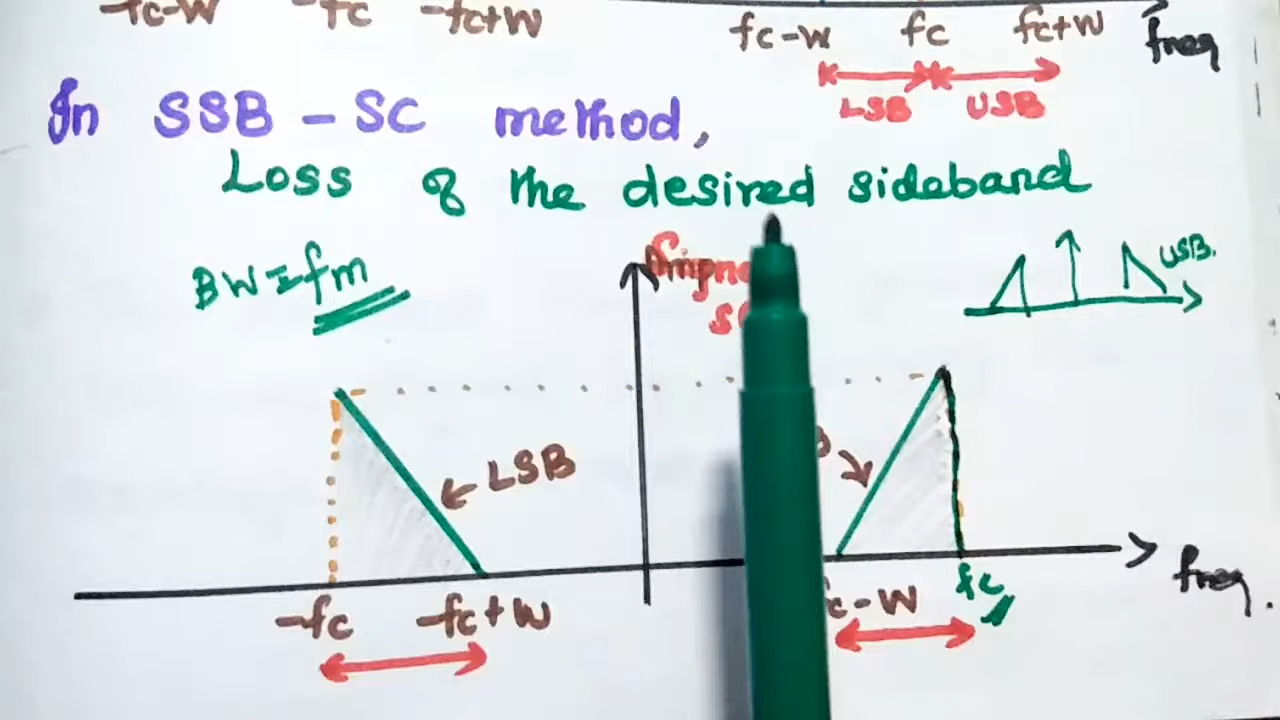 -fc-W -fc -fc+W
fc-W fc fc+W freq
LSB USB
In SSB - SC method,
Loss of the desired sideband
BW = fm
USB.
LSB
-fc -fc+W
fc
freq.